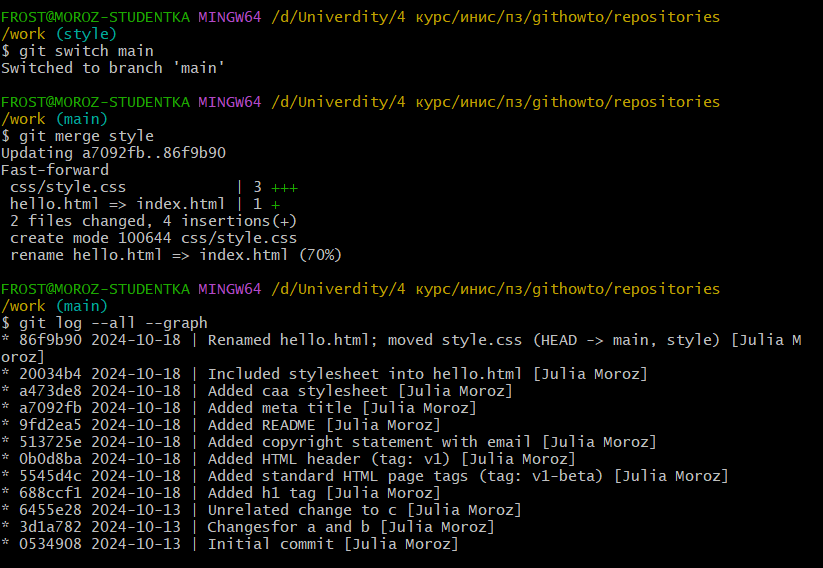 FROST@MOROZ-STUDENTKA MINGW64 /d/Univerdity/4 курс/инис/пз/githowto/repositories
/work (style)
$ git switch main
Switched to branch 'main'
FROST@MOROZ-STUDENTKA MINGW64 /d/Univerdity/4 курс/инис/пз/githowto/repositories
/work (main)
$ git merge style
Updating a7092fb..86f9b90
Fast-forward
 css/style.css            | 3 +++
 hello.html => index.html | 1 +
 2 files changed, 4 insertions(+)
 create mode 100644 css/style.css
 rename hello.html => index.html (70%)
FROST@MOROZ-STUDENTKA MINGW64 /d/Univerdity/4 курс/инис/пз/githowto/repositories
/work (main)
$ git log --all --graph
* 86f9b90 2024-10-18 | Renamed hello.html; moved style.css (HEAD -> main, style) [Julia M
oroz]
* 20034b4 2024-10-18 | Included stylesheet into hello.html [Julia Moroz]
* a473de8 2024-10-18 | Added caa stylesheet [Julia Moroz]
* a7092fb 2024-10-18 | Added meta title [Julia Moroz]
* 9fd2ea5 2024-10-18 | Added README [Julia Moroz]
* 513725e 2024-10-18 | Added copyright statement with email [Julia Moroz]
* 0b0d8ba 2024-10-18 | Added HTML header (tag: v1) [Julia Moroz]
* 5545d4c 2024-10-18 | Added standard HTML page tags (tag: v1-beta) [Julia Moroz]
* 688ccf1 2024-10-18 | Added h1 tag [Julia Moroz]
* 6455e28 2024-10-13 | Unrelated change to c [Julia Moroz]
* 3d1a782 2024-10-13 | Changesfor a and b [Julia Moroz]
* 0534908 2024-10-13 | Initial commit [Julia Moroz]